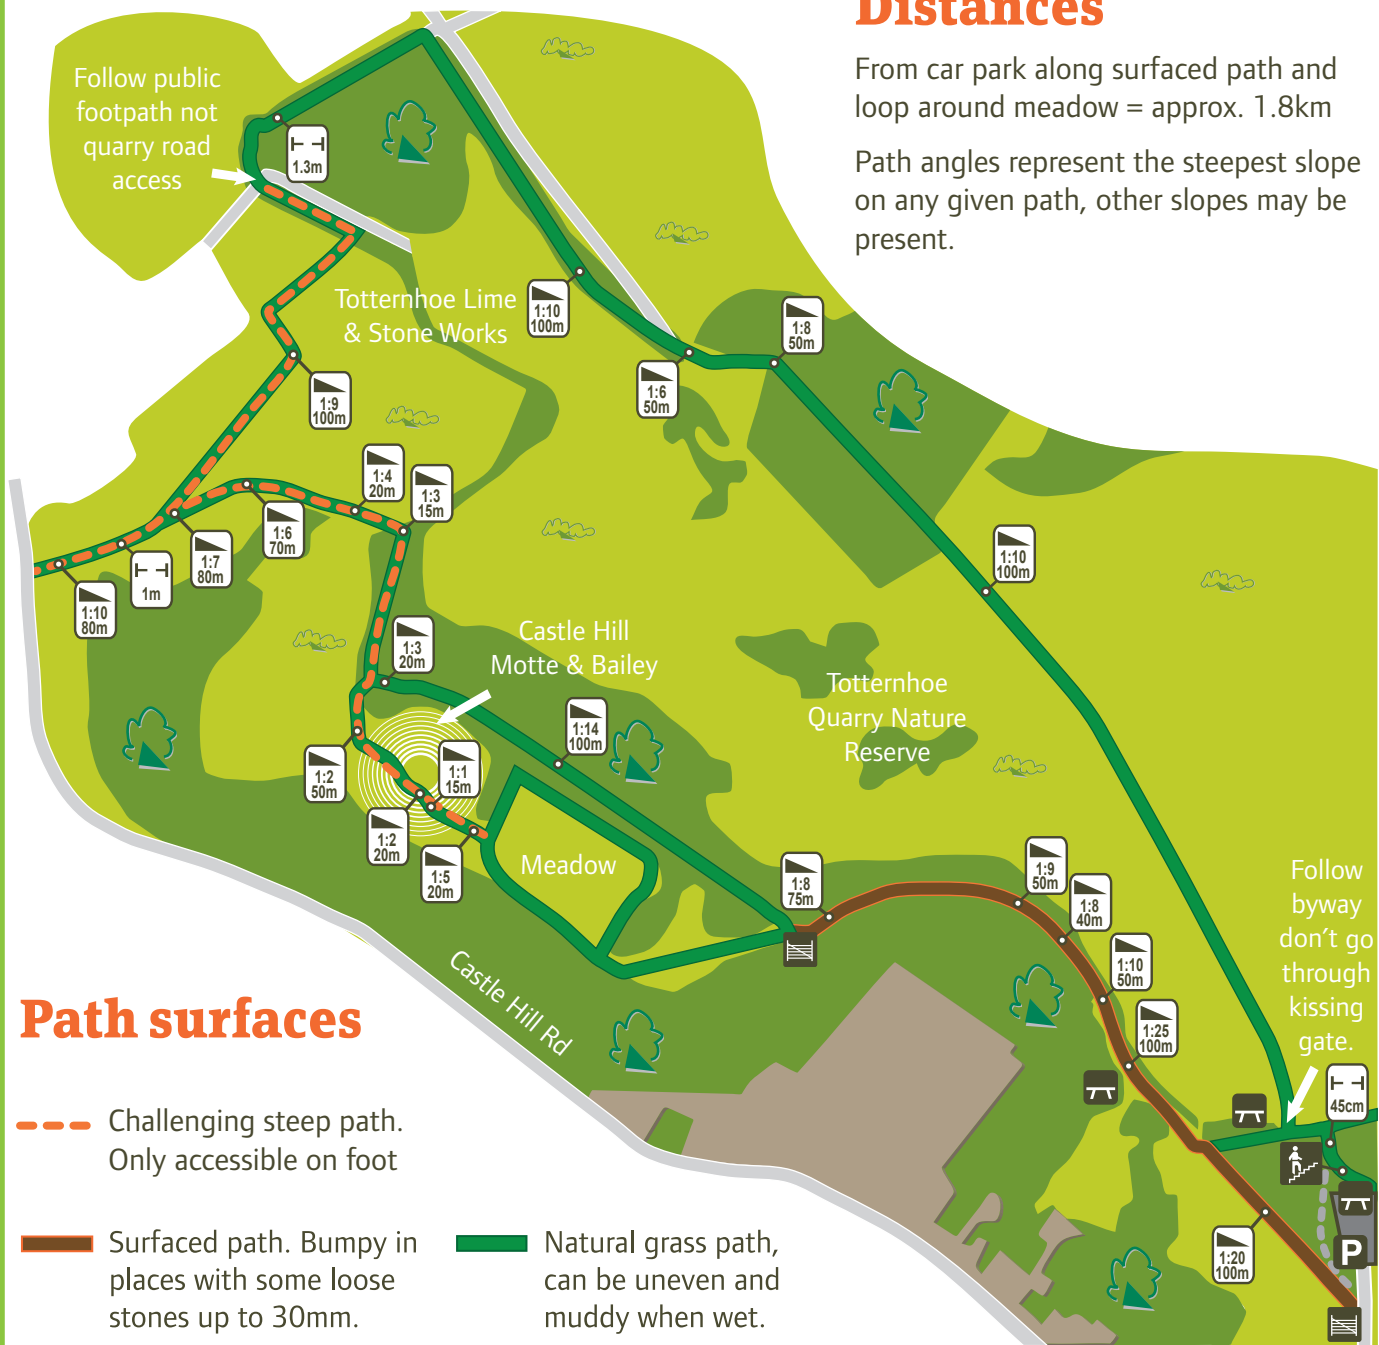 Distances
From car park along surfaced path and
loop around meadow = approx. 1.8km
Path angles represent the steepest slope
on any given path, other slopes may be
present.
Follow public
footpath not
quarry road
access
1.3m
Totternhoe Lime
& Stone Works
1:10
100m
1:8
50m
1:6
50m
1:9
100m
1:4
20m
1:3
15m
1:6
70m
1:7
80m
1m
1:10
80m
1:10
100m
1:3
20m
Castle Hill
Motte & Bailey
Totternhoe
Quarry Nature
Reserve
1:14
100m
1:2
50m
1:1
15m
1:2
20m
1:5
20m
Meadow
1:8
75m
1:9
50m
1:8
40m
1:10
50m
1:25
100m
Follow
byway
don't go
through
kissing
gate.
45cm
Castle Hill Rd
1:20
100m
P
Path surfaces
Challenging steep path.
Only accessible on foot
Surfaced path. Bumpy in
places with some loose
stones up to 30mm.
Natural grass path,
can be uneven and
muddy when wet.